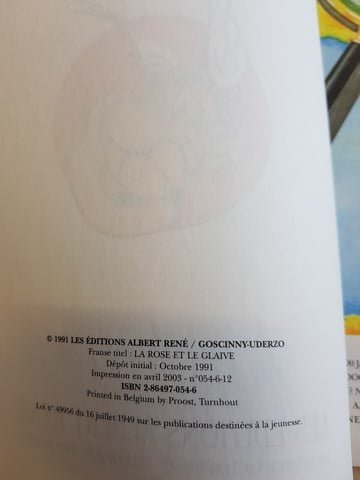 © 1991 LES ÉDITIONS ALBERT RENÉ / GOSCINNY-UDERZO
Franse titel : LA ROSE ET LE GLAIVE
Dépôt initial : Octobre 1991
Impression en avril 2003 - n°054-6-12
ISBN 2-86497-054-6
Printed in Belgium by Proost, Turnhout
Loi n° 49956 du 16 juillet 1949 sur les publications destinées à la jeunesse.